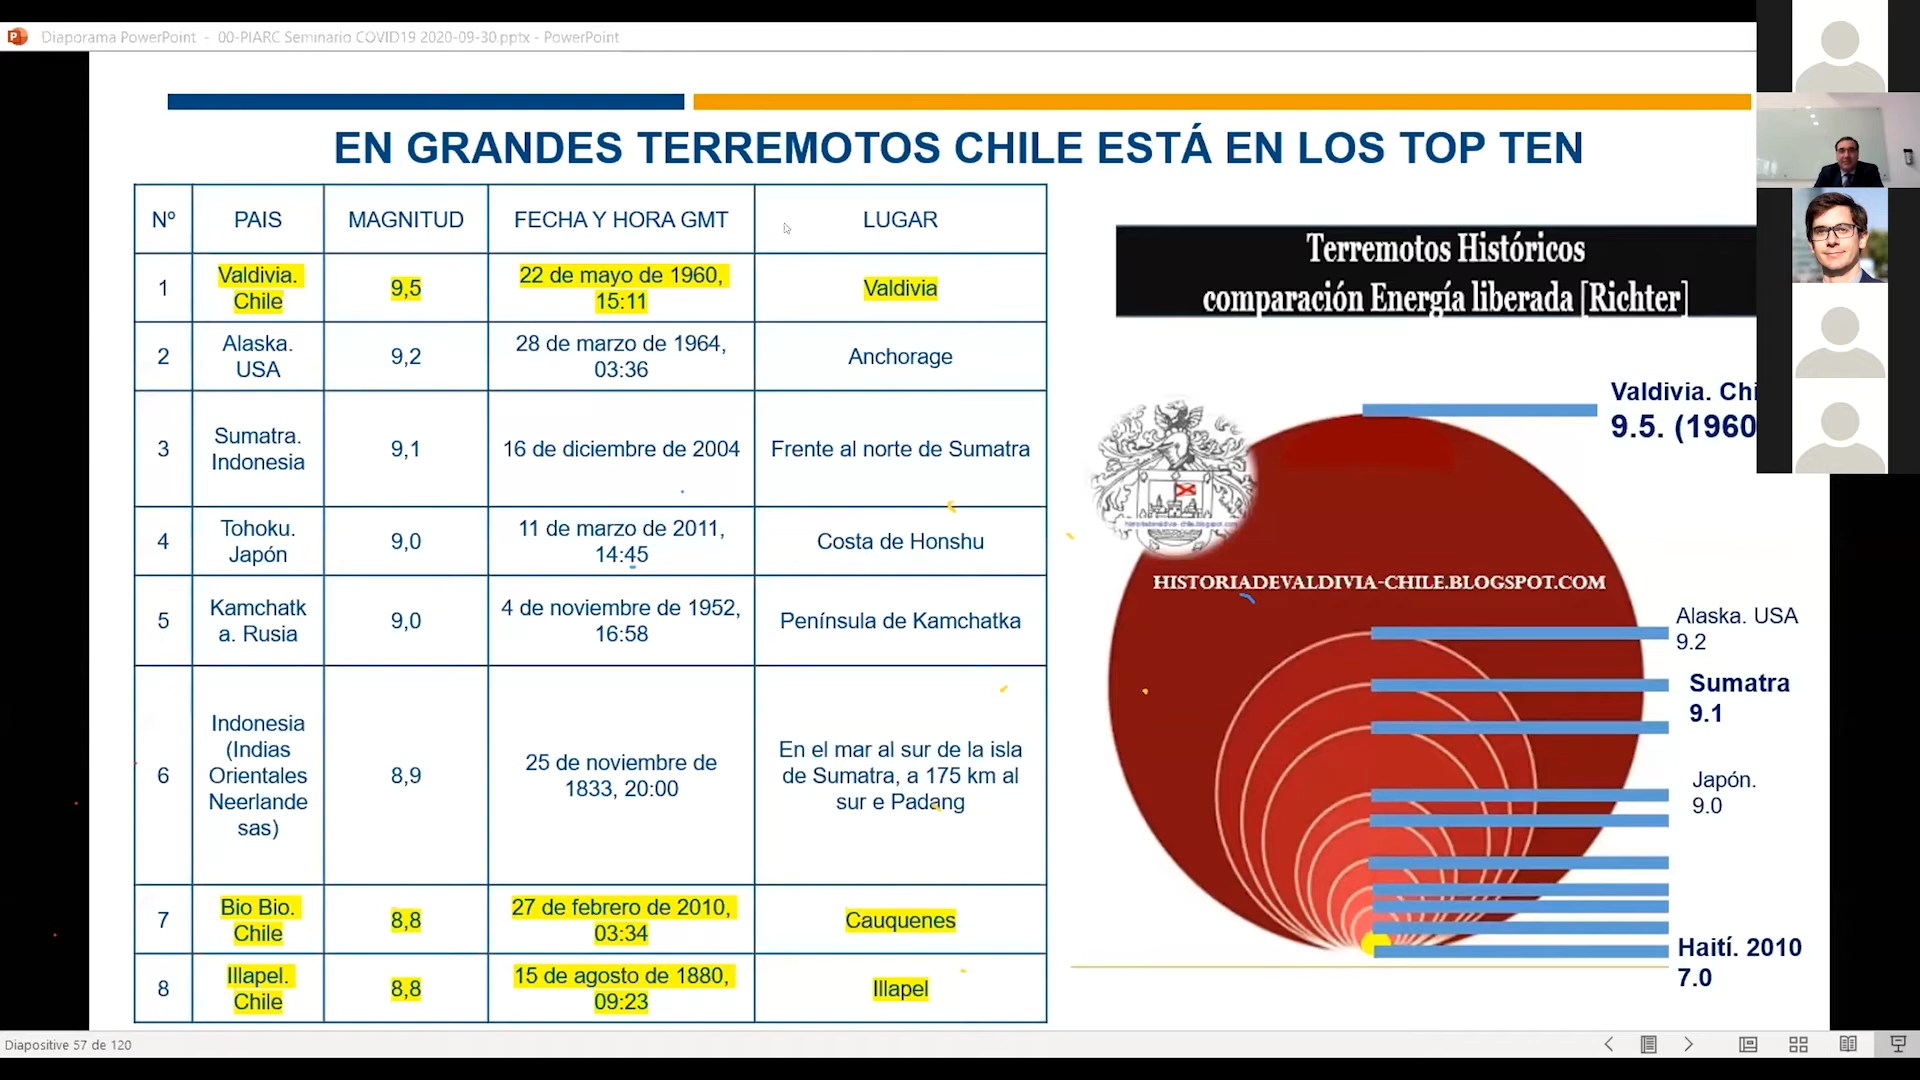 Diaporama PowerPoint - 00-PIARC Seminario COVID19 2020-09-30.pptx - PowerPoint
EN GRANDES TERREMOTOS CHILE ESTÁ EN LOS TOP TEN
Nº PAIS MAGNITUD FECHA Y HORA GMT LUGAR
1 Valdivia. Chile 9,5 22 de mayo de 1960, 15:11 Valdivia
2 Alaska. USA 9,2 28 de marzo de 1964, 03:36 Anchorage
3 Sumatra. Indonesia 9,1 16 de diciembre de 2004 Frente al norte de Sumatra
4 Tohoku. Japón 9,0 11 de marzo de 2011, 14:45 Costa de Honshu
5 Kamchatk a. Rusia 9,0 4 de noviembre de 1952, 16:58 Península de Kamchatka
6 Indonesia (Indias Orientales Neerlande sas) 8,9 25 de noviembre de 1833, 20:00 En el mar al sur de la isla de Sumatra, a 175 km al sur e Padang
7 Bio Bio. Chile 8,8 27 de febrero de 2010, 03:34 Cauquenes
8 Illapel. Chile 8,8 15 de agosto de 1880, 09:23 Illapel
Terremotos Históricos
comparación Energía liberada [Richter]
Valdivia. Chi
9.5. (1960
HISTORIADEVALDIVIA-CHILE.BLOGSPOT.COM
Alaska. USA
9.2
Sumatra
9.1
Japón.
9.0
Haití. 2010
7.0
Diapositive 57 de 120